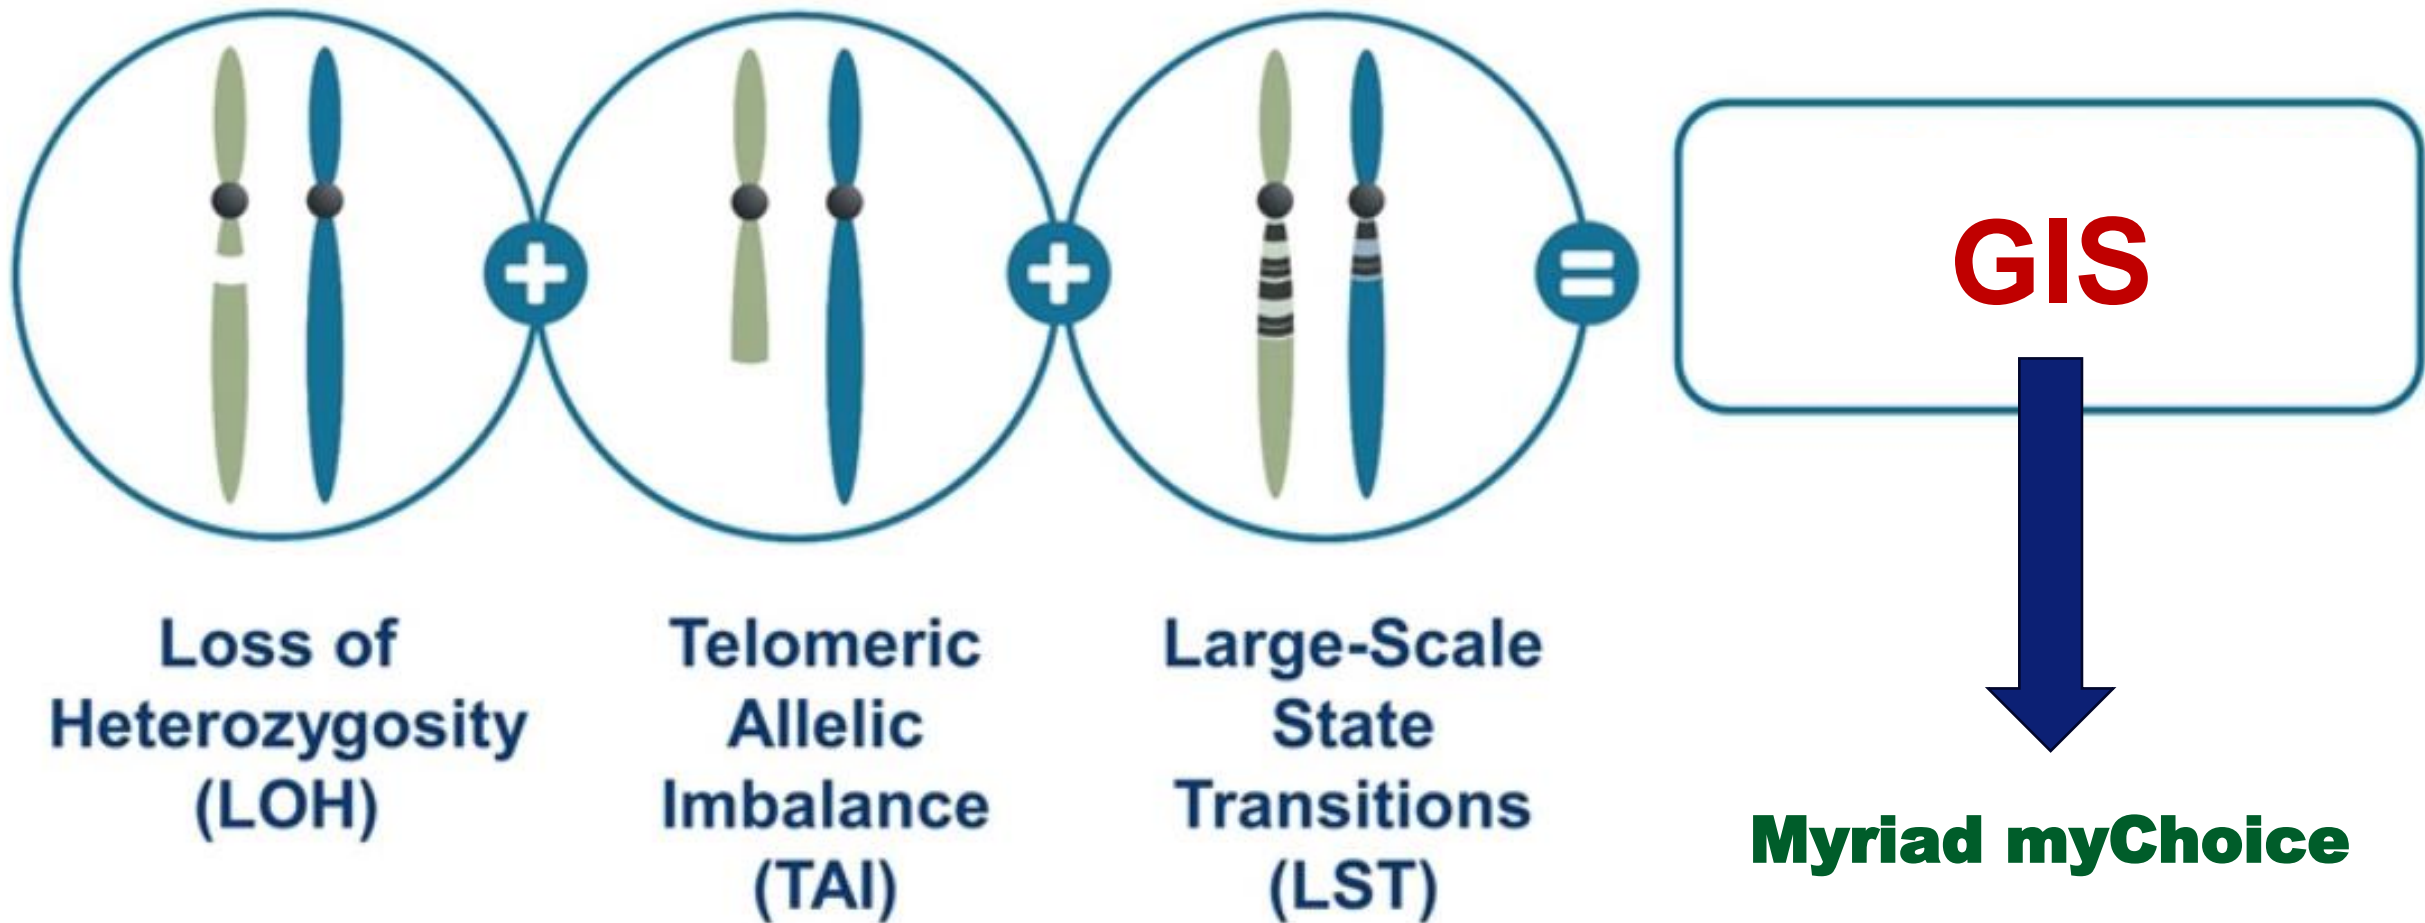 Loss of
Heterozygosity
(LOH)
Telomeric
Allelic
Imbalance
(TAI)
Large-Scale
State
Transitions
(LST)
GIS
Myriad myChoice